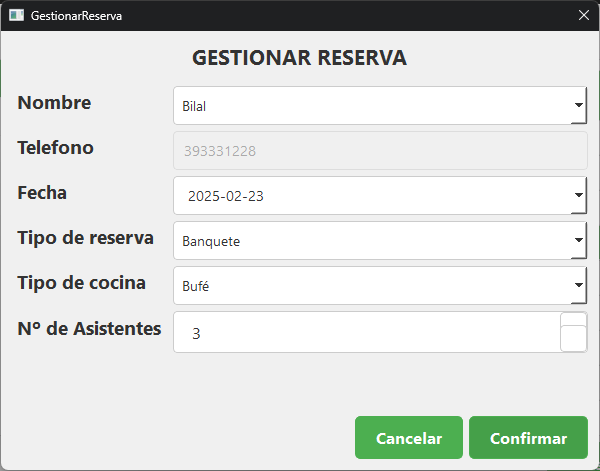 GestionarReserva
GESTIONAR RESERVA
Nombre Bilal
Telefono 393331228
Fecha 2025-02-23
Tipo de reserva Banquete
Tipo de cocina Bufé
Nº de Asistentes 3
Cancelar Confirmar